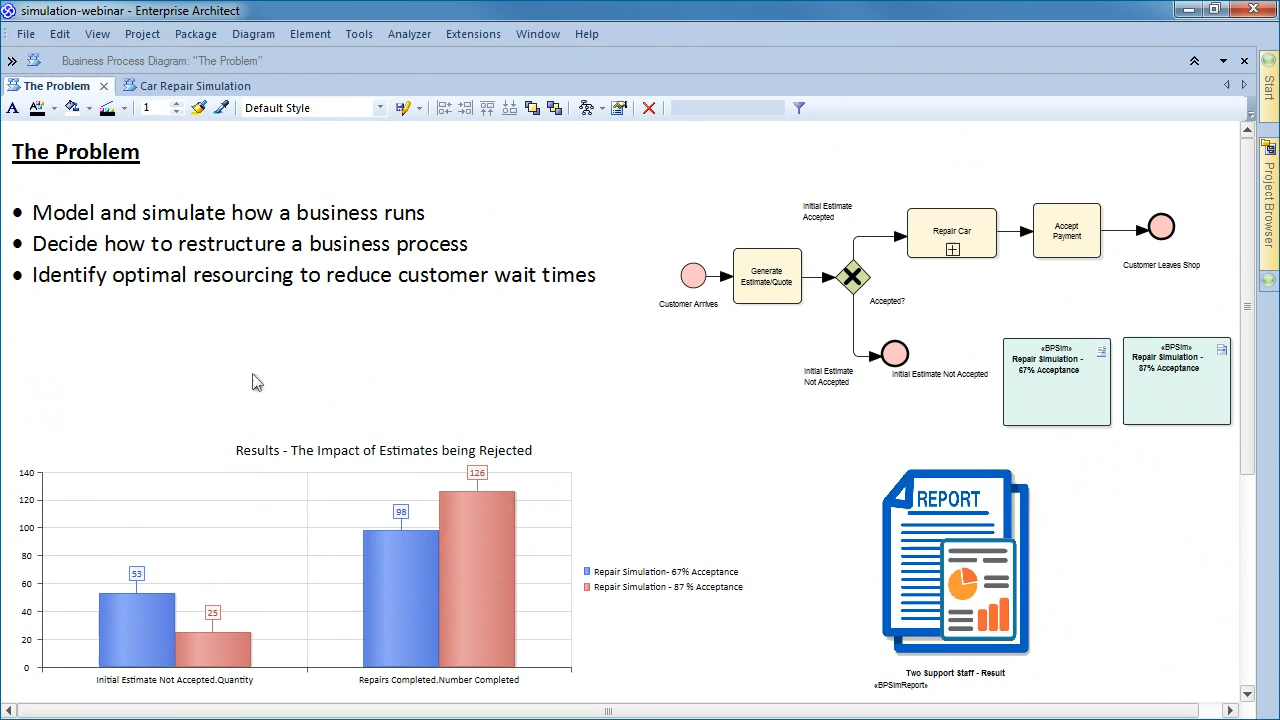 simulation-webinar - Enterprise Architect
File Edit View Project Package Diagram Element Tools Analyzer Extensions Window Help
Business Process Diagram: "The Problem"
The Problem
Car Repair Simulation
1
Default Style
Start
Project Browser
The Problem
• Model and simulate how a business runs
• Decide how to restructure a business process
• Identify optimal resourcing to reduce customer wait times
Customer Arrives
Generate
Estimate/Quote
Accepted?
Initial Estimate
Accepted
Repair Car
Accept
Payment
Customer Leaves Shop
Initial Estimate
Not Accepted
Initial Estimate Not Accepted
«BPSim»
Repair Simulation -
67% Acceptance
«BPSim»
Repair Simulation -
87% Acceptance
Results - The Impact of Estimates being Rejected
140
120
100
80
60
40
20
0
53
25
98
126
Initial Estimate Not Accepted.Quantity
Repairs Completed.Number Completed
Repair Simulation- 67% Acceptance
Repair Simulation - 87 % Acceptance
REPORT
Two Support Staff - Result
«BPSimReport»